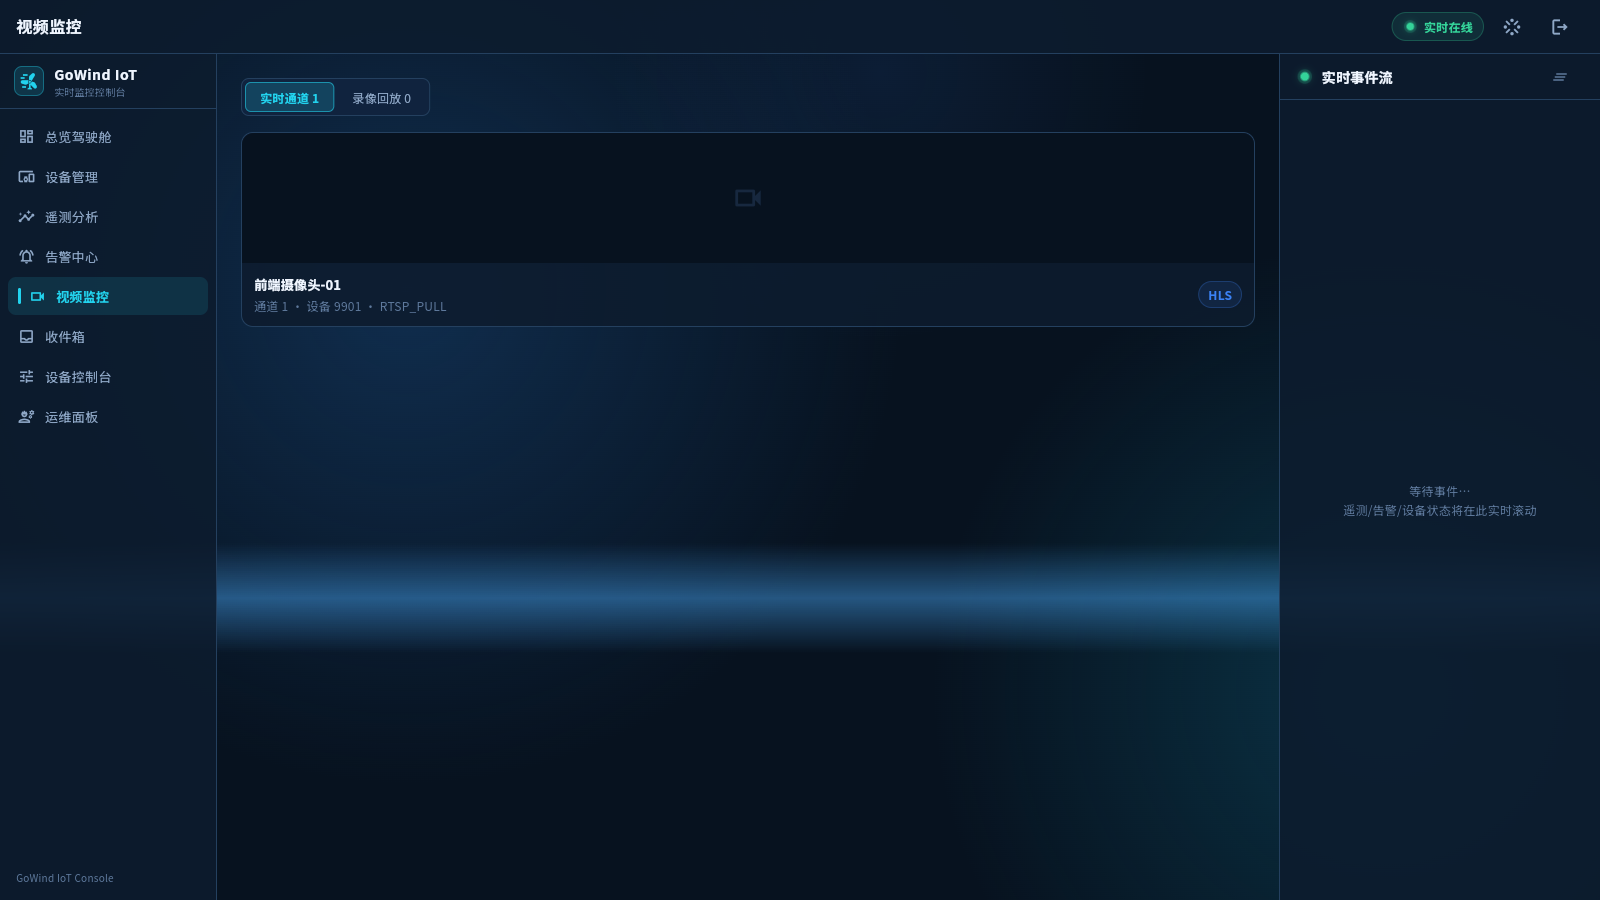 视频监控
实时在线
GoWind IoT
实时监控控制台
总览驾驶舱
设备管理
遥测分析
告警中心
视频监控
收件箱
设备控制台
运维面板
GoWind IoT Console
实时通道 1
录像回放 0
前端摄像头-01
通道 1 • 设备 9901 • RTSP_PULL
HLS
实时事件流
等待事件…
遥测/告警/设备状态将在此实时滚动